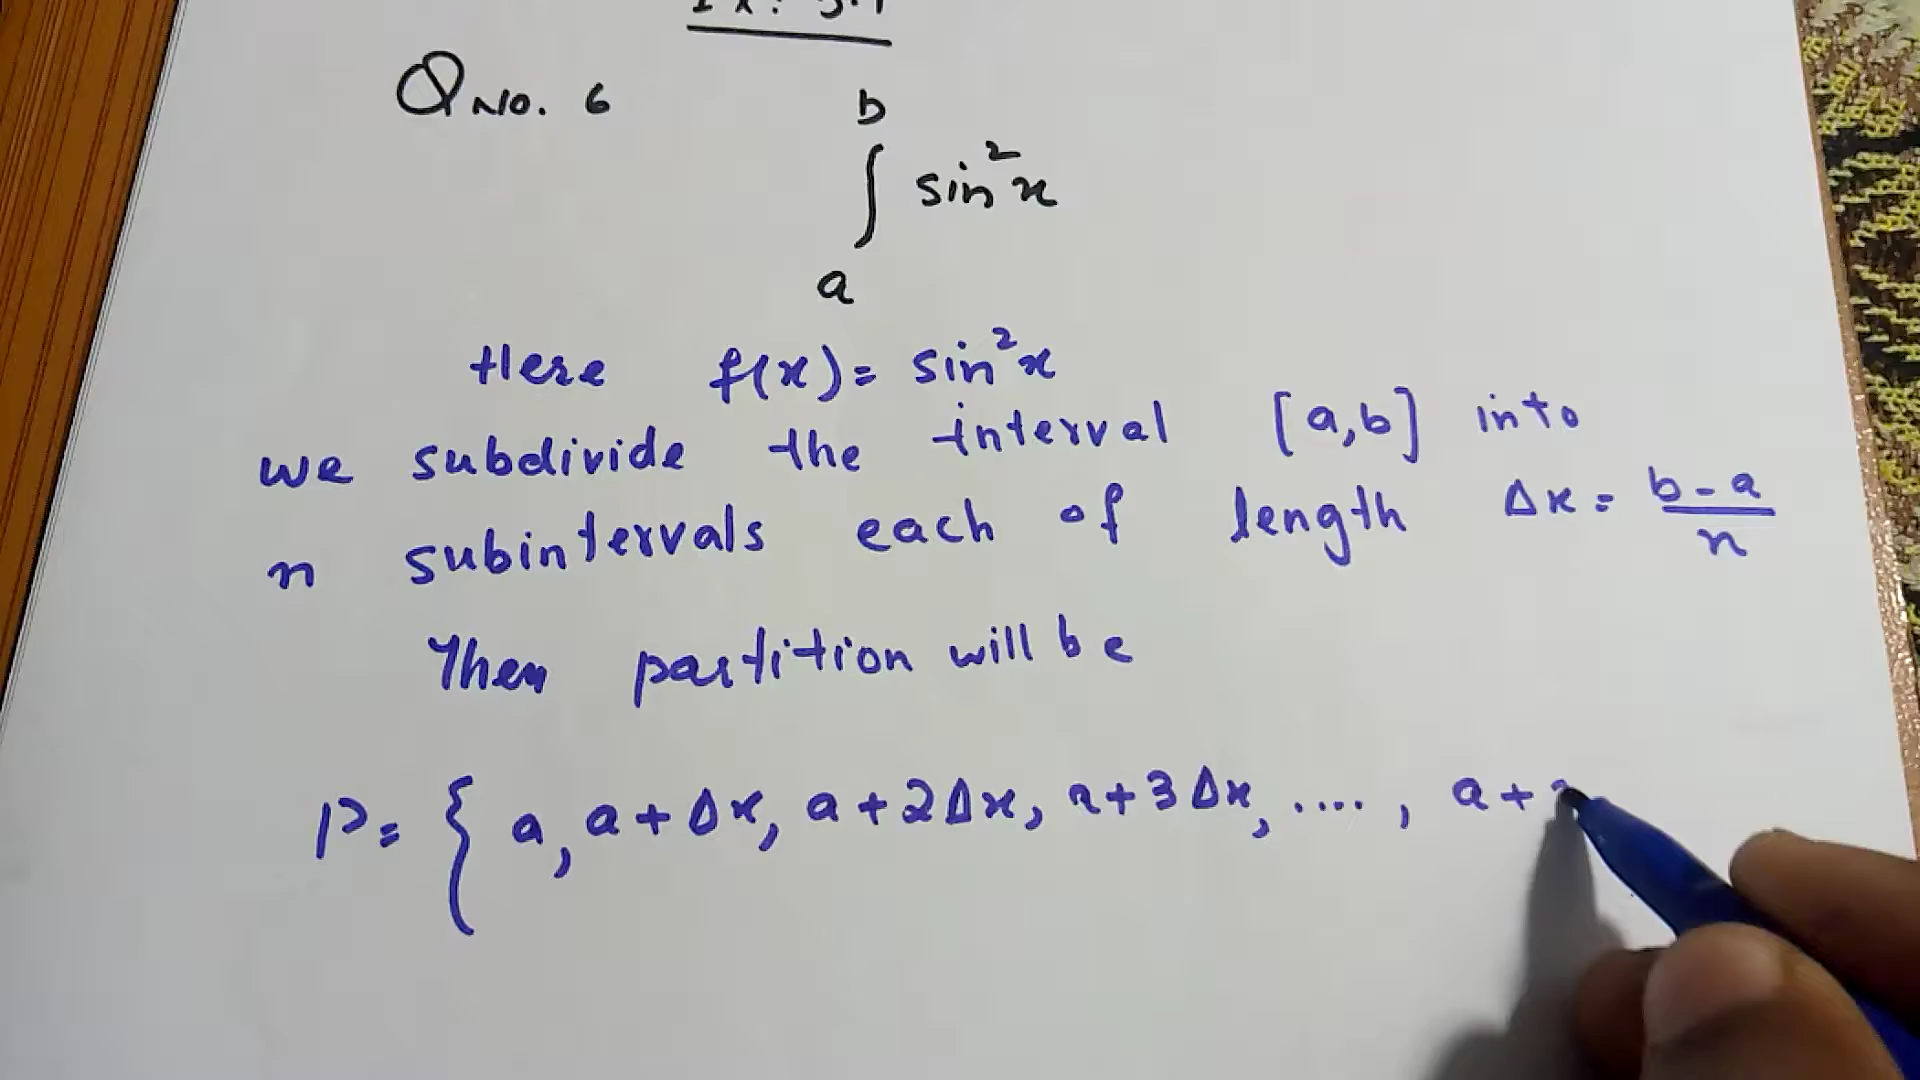 Q No. 6
b
∫ sin²x
a
Here f(x)= sin²x
we subdivide the interval [a,b] into
n subintervals each of length Δx = b-a/n
Then partition will be
P= { a, a+Δx, a+2Δx, a+3Δx, ...., a+